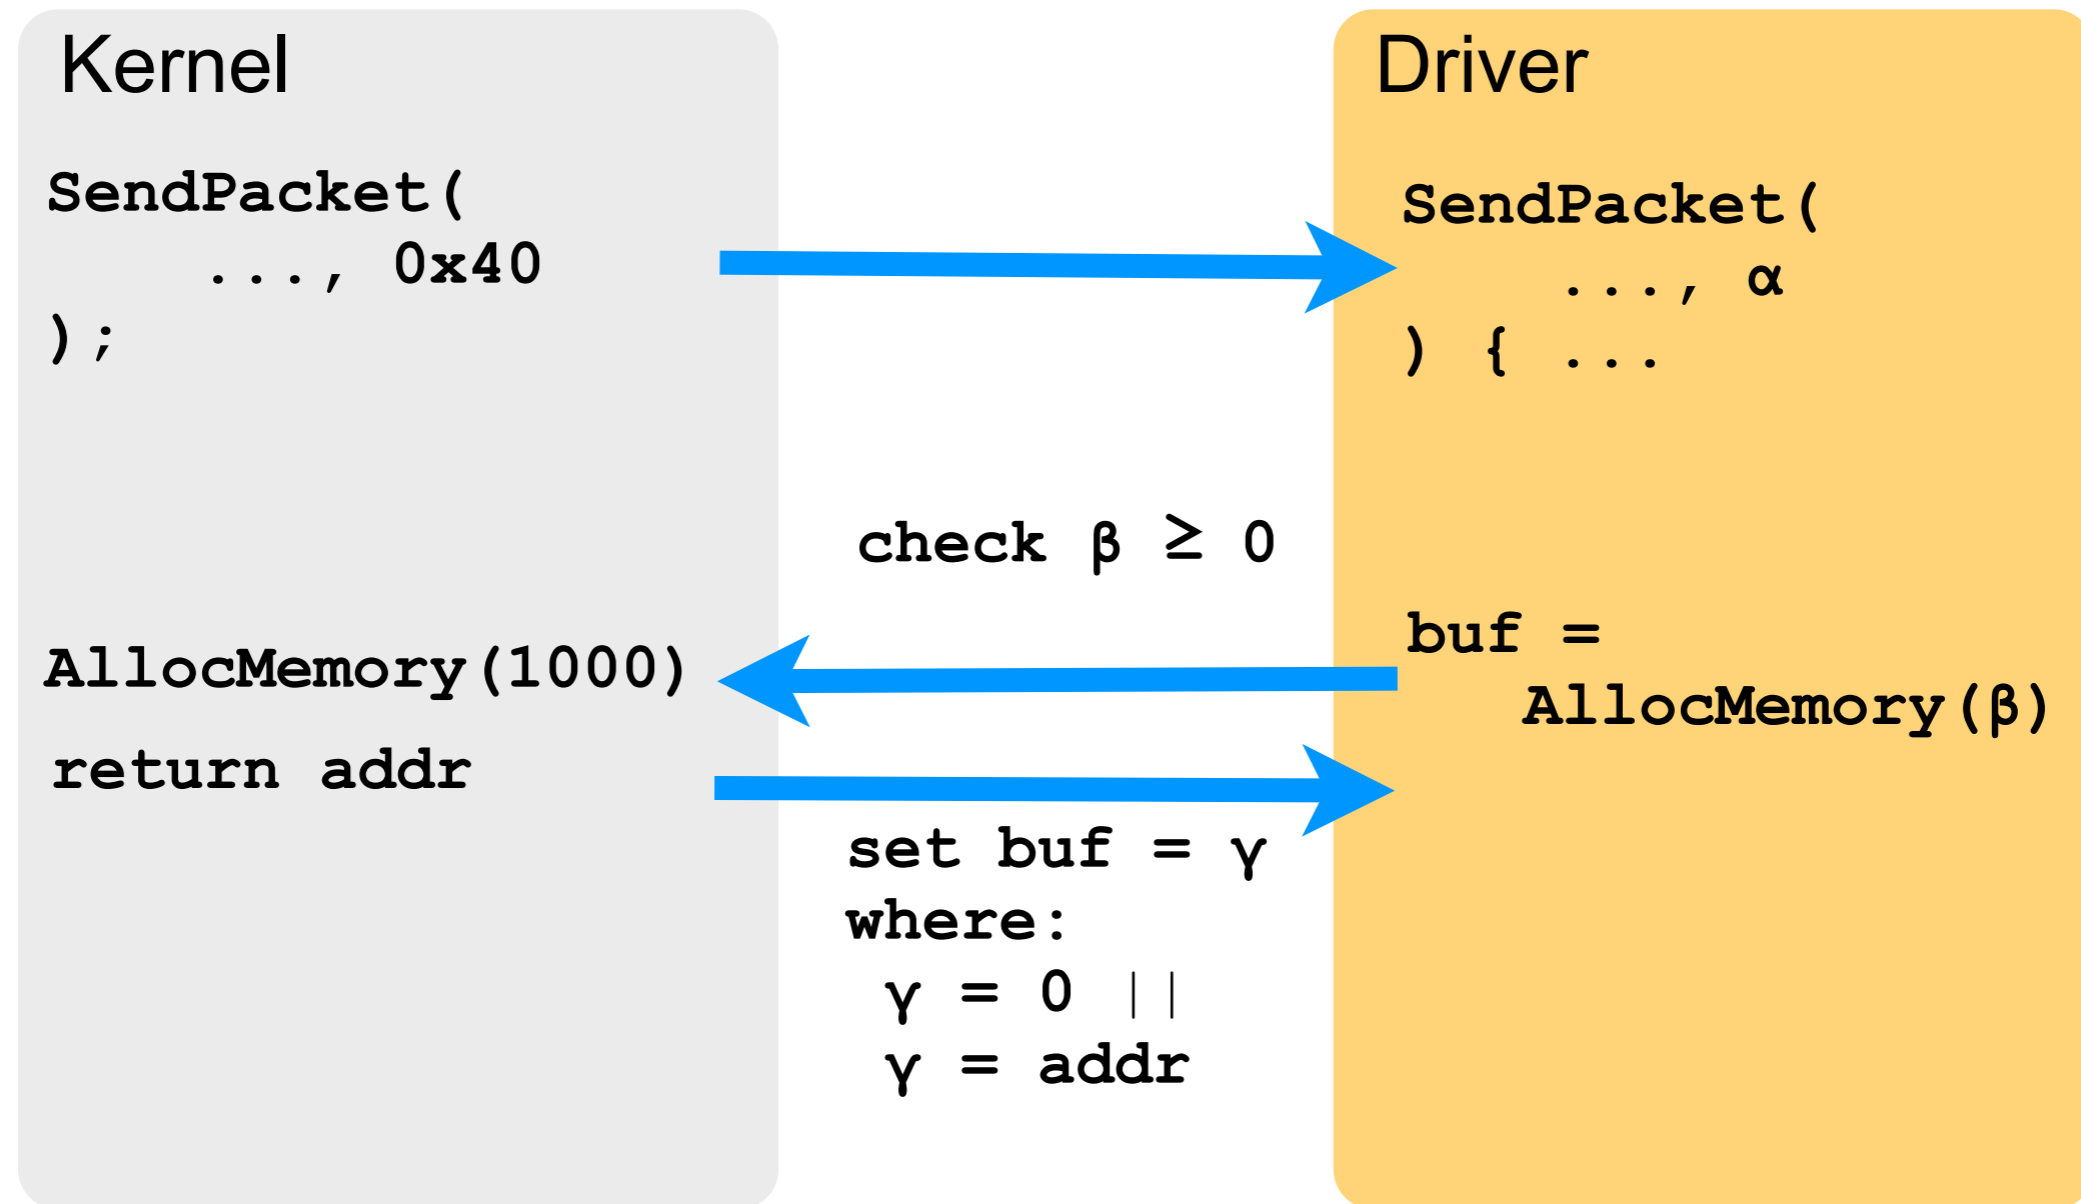 Kernel
SendPacket(
..., 0x40
);
AllocMemory(1000)
return addr
check β ≥ 0
set buf = γ
where:
γ = 0 ||
γ = addr
Driver
SendPacket(
..., α
) { ...
buf =
AllocMemory(β)